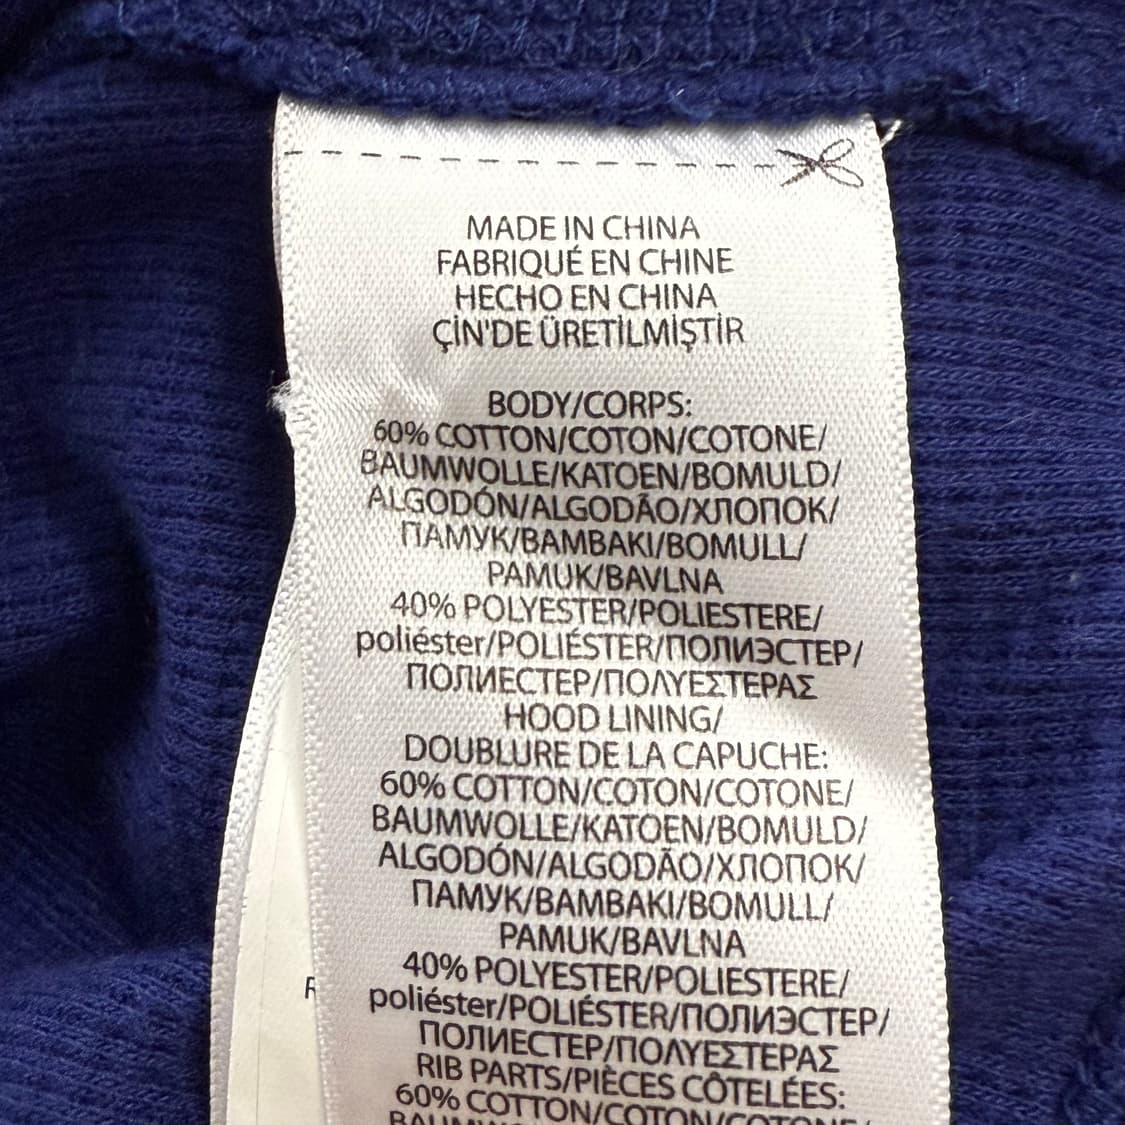 MADE IN CHINA
FABRIQUÉ EN CHINE
HECHO EN CHINA
ÇİN'DE ÜRETİLMİŞTİR
BODY/CORPS:
60% COTTON/COTON/COTONE/
BAUMWOLLE/KATOEN/BOMULD/
ALGODÓN/ALGODÃO/ХЛОПОК/
ПАМУК/BAMBAKI/BOMULL/
PAMUK/BAVLNA
40% POLYESTER/POLIESTERE/
poliéster/POLIÉSTER/ПОЛИЭСТЕР/
ПОЛИЕСТЕР/ΠΟΛΥΕΣΤΕΡΑΣ
HOOD LINING/
DOUBLURE DE LA CAPUCHE:
60% COTTON/COTON/COTONE/
BAUMWOLLE/KATOEN/BOMULD/
ALGODÓN/ALGODÃO/ХЛОПОК/
ПАМУК/BAMBAKI/BOMULL/
PAMUK/BAVLNA
40% POLYESTER/POLIESTERE/
poliéster/POLIÉSTER/ПОЛИЭСТЕР/
ПОЛИЕСТЕР/ΠΟΛΥΕΣΤΕΡΑΣ
RIB PARTS/PIÈCES CÔTELÉES:
60% COTTON/COTON/COTONE/